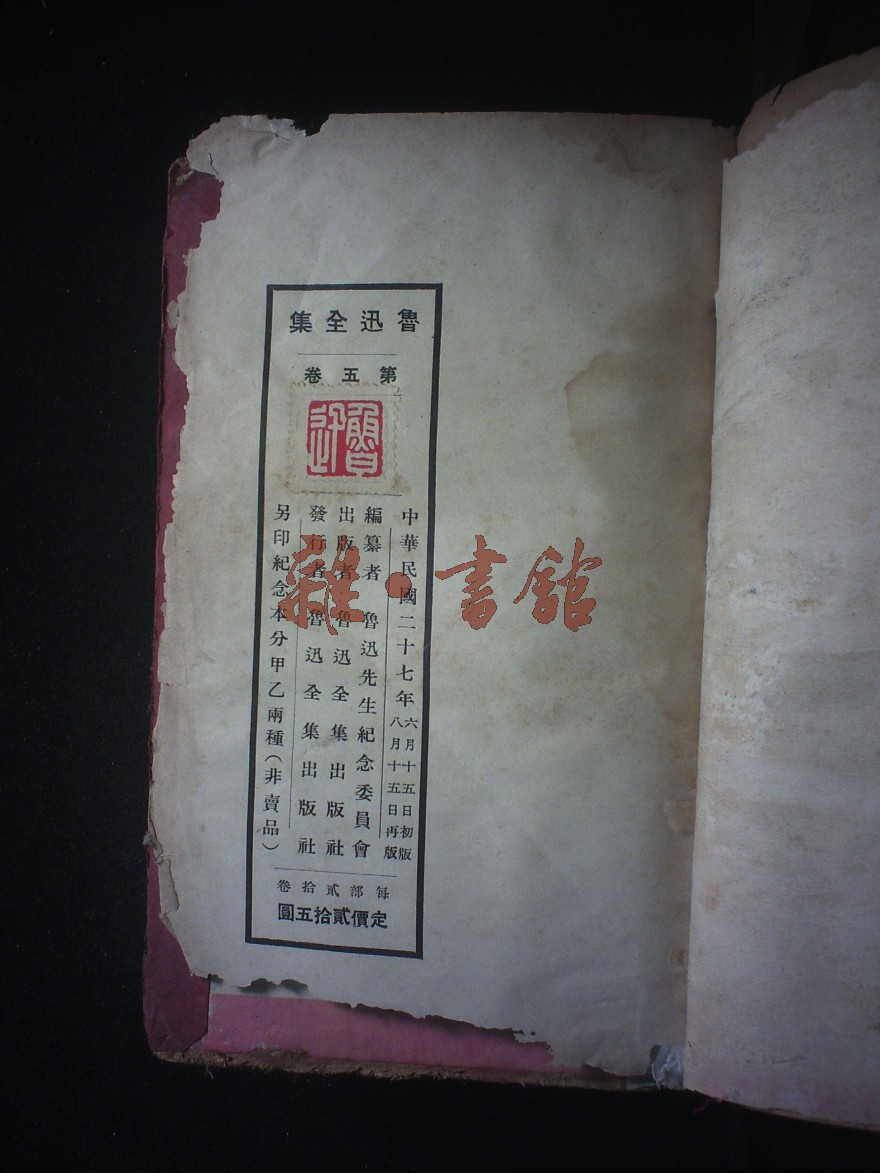 魯迅全集
第五卷
魯迅
中華民國二十七年
六月十五日初版
八月十五日再版
編纂者 魯迅先生紀念委員會
出版者 魯迅全集出版社
發行者 魯迅全集出版社
另印紀念本分甲乙兩種(非賣品)
每部貳拾卷
定價貳拾五圓
雜·書館